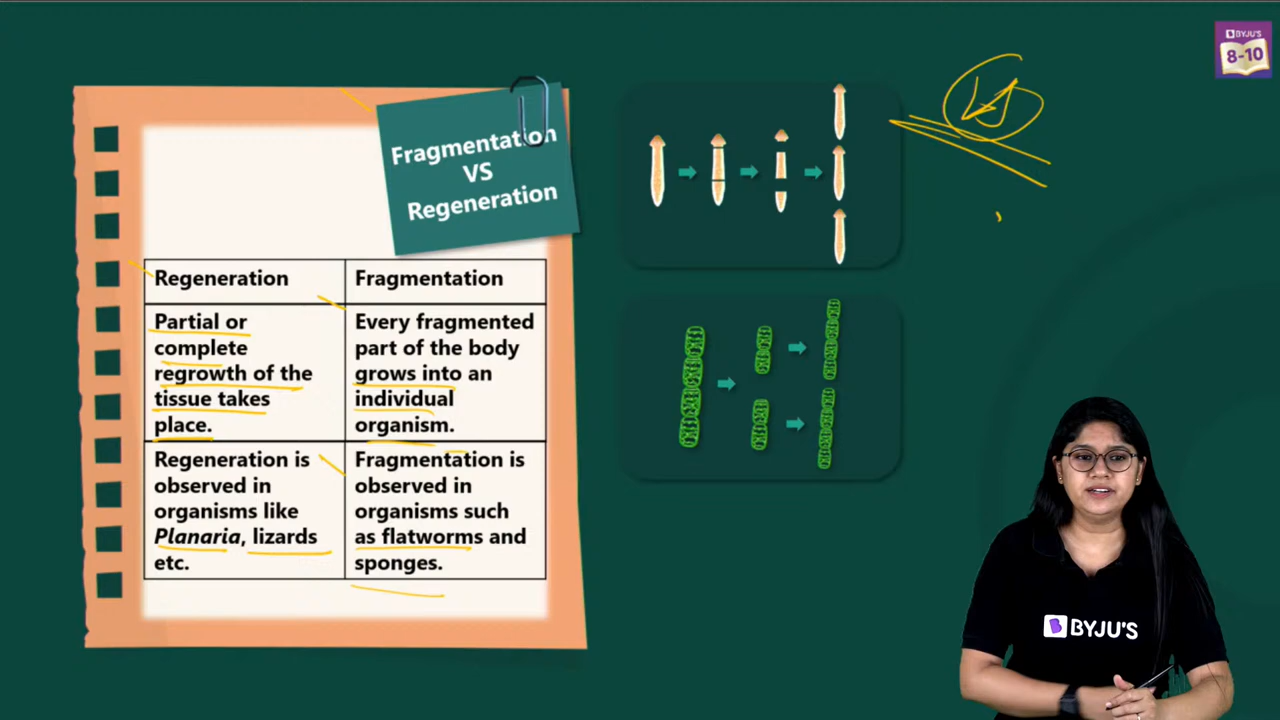 BYJU'S
8-10
Fragmentation
VS
Regeneration
Regeneration
Partial or
complete
regrowth of the
tissue takes
place.
Regeneration is
observed in
organisms like
Planaria, lizards
etc.
Fragmentation
Every fragmented
part of the body
grows into an
individual
organism.
Fragmentation is
observed in
organisms such
as flatworms and
sponges.
BYJU'S